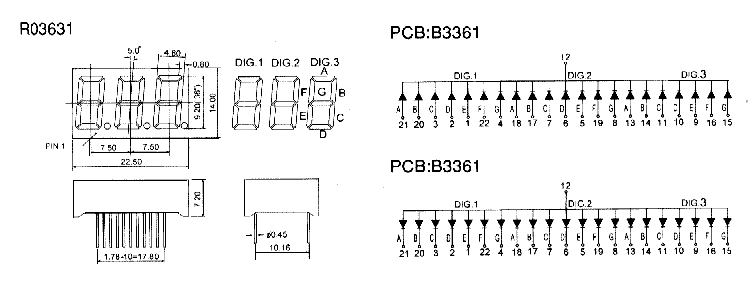 R03631
5.0°
4.80
0.80
9.20(.36")
14.00
PIN 1
7.50
7.50
22.50
DIG.1 DIG.2 DIG.3
A
F G B
E C
D
7.20
1.78×10=17.80
ø0.45
10.16
PCB:B3361
12
DIG.1 DIG.2 DIG.3
A B C D E F G A B C D E F G A B C D E F G
21 20 3 2 1 22 4 18 17 7 6 5 19 8 13 14 11 10 9 16 15
PCB:B3361
12
DIG.1 DIG.2 DIG.3
A B C D E F G A B C D E F G A B C D E F G
21 20 3 2 1 22 4 18 17 7 6 5 19 8 13 14 11 10 9 16 15